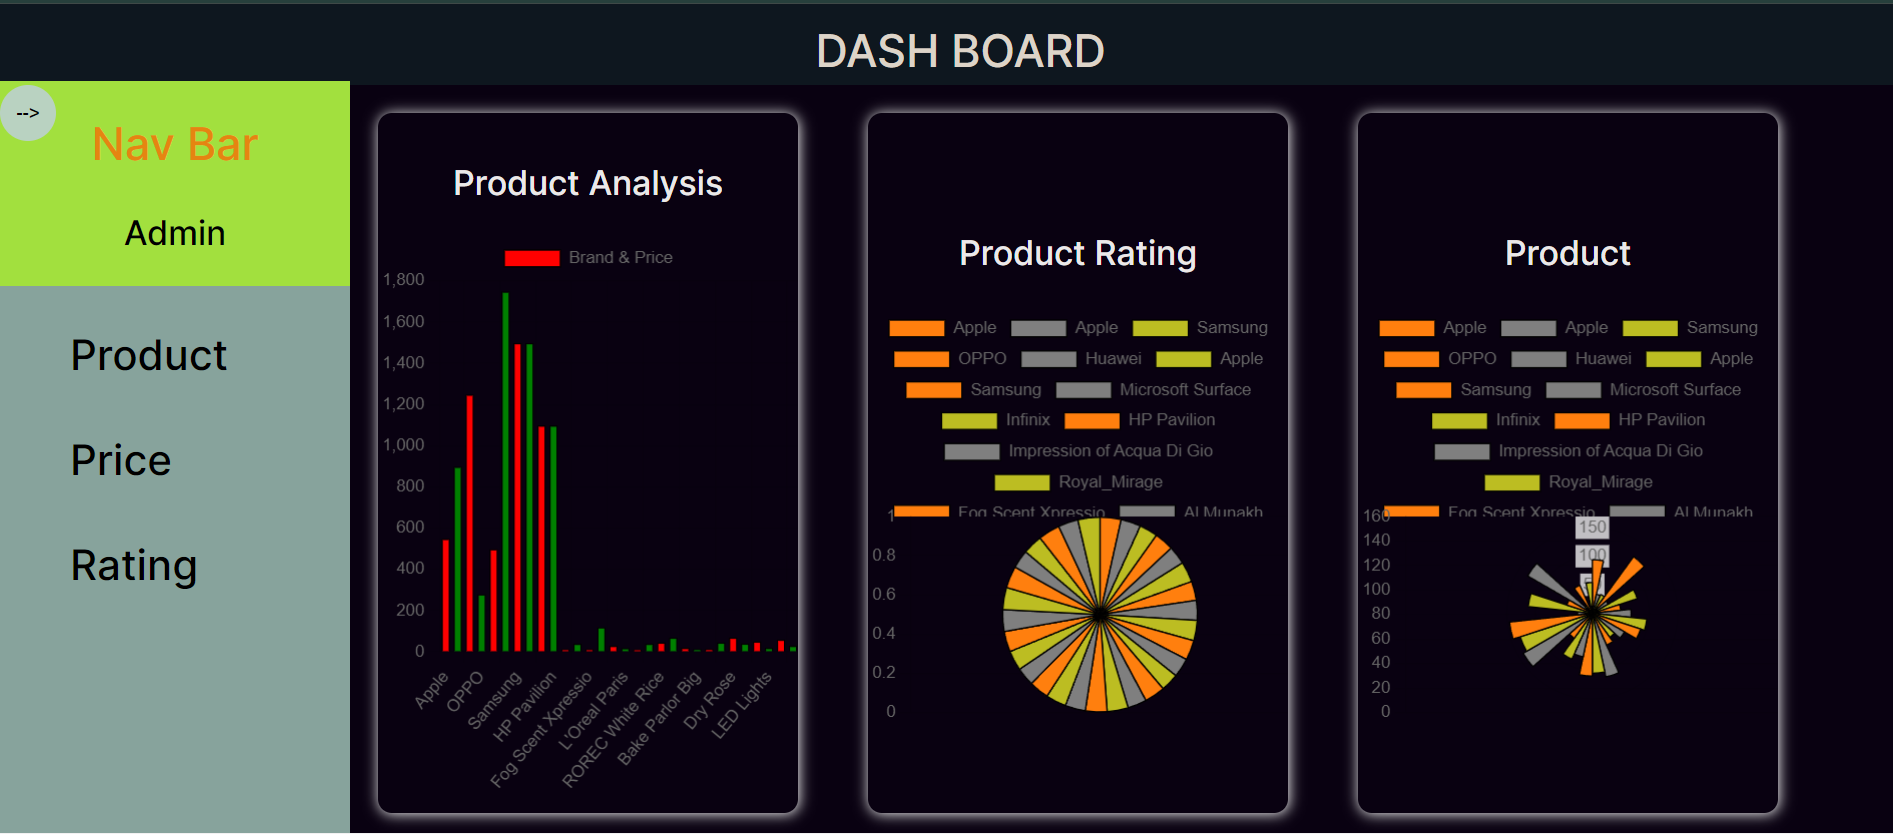 DASH BOARD
-->
Nav Bar
Admin
Product
Price
Rating
Product Analysis
Brand & Price
1,800
1,600
1,400
1,200
1,000
800
600
400
200
0
Apple
OPPO
Samsung
HP Pavilion
Fog Scent Xpressio
L'Oreal Paris
ROREC White Rice
Bake Parlor Big
Dry Rose
LED Lights
Product Rating
Apple Apple Samsung
OPPO Huawei Apple
Samsung Microsoft Surface
Infinix HP Pavilion
Impression of Acqua Di Gio
Royal_Mirage
Fog Scent Xpressio Al Munakh
1
0.8
0.6
0.4
0.2
0
Product
Apple Apple Samsung
OPPO Huawei Apple
Samsung Microsoft Surface
Infinix HP Pavilion
Impression of Acqua Di Gio
Royal_Mirage
Fog Scent Xpressio Al Munakh
160
140
120
100
80
60
40
20
0
150
100